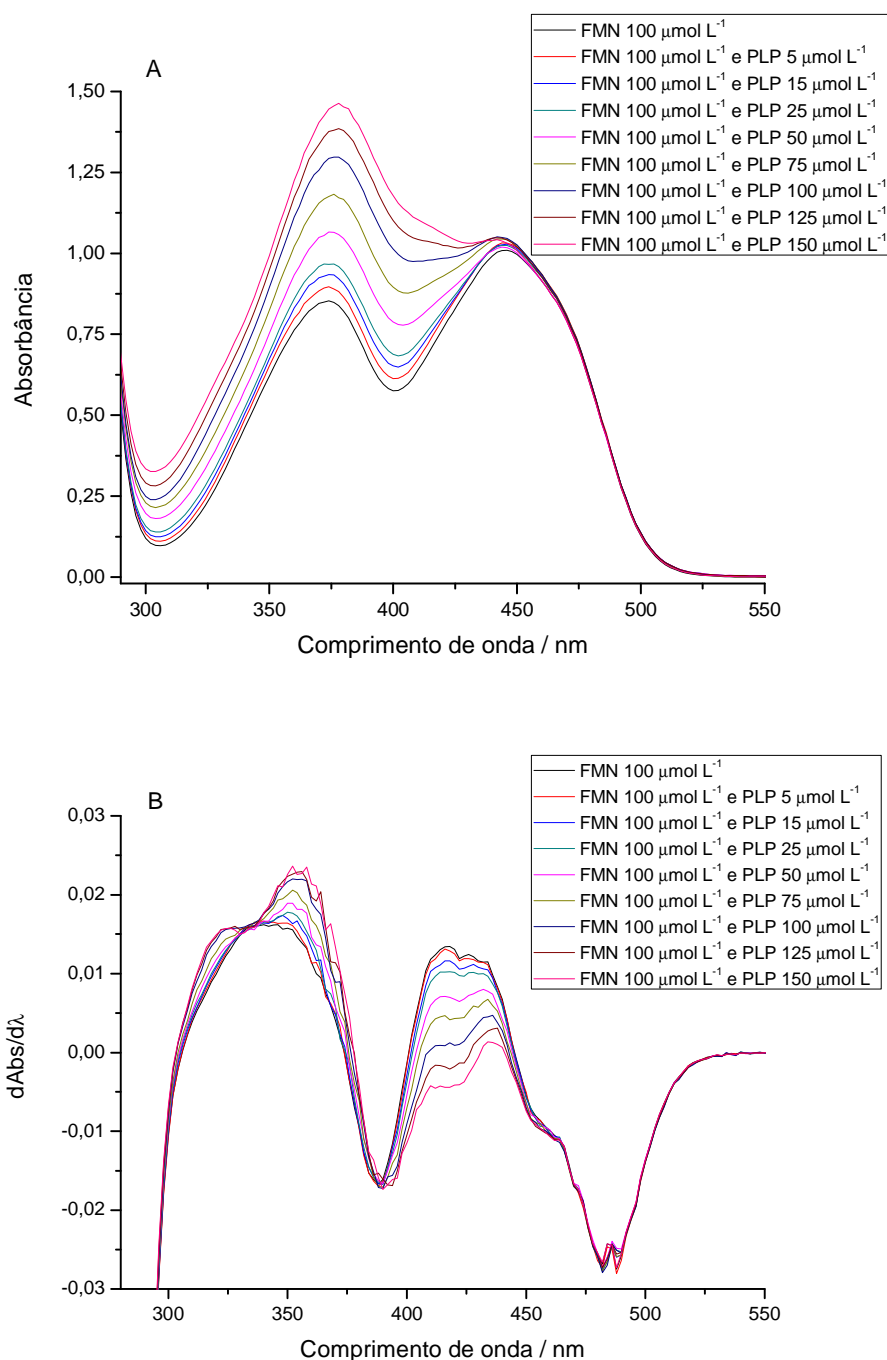 A
FMN 100 μmol L⁻¹
FMN 100 μmol L⁻¹ e PLP 5 μmol L⁻¹
FMN 100 μmol L⁻¹ e PLP 15 μmol L⁻¹
FMN 100 μmol L⁻¹ e PLP 25 μmol L⁻¹
FMN 100 μmol L⁻¹ e PLP 50 μmol L⁻¹
FMN 100 μmol L⁻¹ e PLP 75 μmol L⁻¹
FMN 100 μmol L⁻¹ e PLP 100 μmol L⁻¹
FMN 100 μmol L⁻¹ e PLP 125 μmol L⁻¹
FMN 100 μmol L⁻¹ e PLP 150 μmol L⁻¹
1,50
1,25
1,00
0,75
0,50
0,25
0,00
Absorbância
300 350 400 450 500 550
Comprimento de onda / nm
B
FMN 100 μmol L⁻¹
FMN 100 μmol L⁻¹ e PLP 5 μmol L⁻¹
FMN 100 μmol L⁻¹ e PLP 15 μmol L⁻¹
FMN 100 μmol L⁻¹ e PLP 25 μmol L⁻¹
FMN 100 μmol L⁻¹ e PLP 50 μmol L⁻¹
FMN 100 μmol L⁻¹ e PLP 75 μmol L⁻¹
FMN 100 μmol L⁻¹ e PLP 100 μmol L⁻¹
FMN 100 μmol L⁻¹ e PLP 125 μmol L⁻¹
FMN 100 μmol L⁻¹ e PLP 150 μmol L⁻¹
0,03
0,02
0,01
0,00
-0,01
-0,02
-0,03
dAbs/dλ
300 350 400 450 500 550
Comprimento de onda / nm